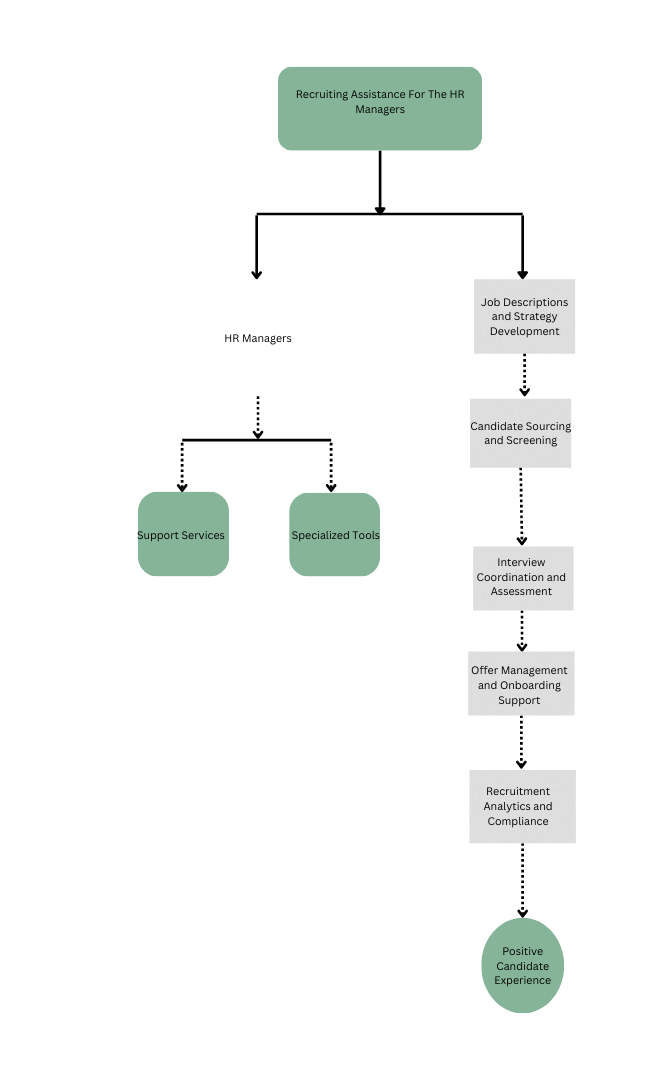 Recruiting Assistance For The HR
Managers
Job Descriptions
and Strategy
Development
HR Managers
Candidate Sourcing
and Screening
Support Services
Specialized Tools
Interview
Coordination and
Assessment
Offer Management
and Onboarding
Support
Recruitment
Analytics and
Compliance
Positive
Candidate
Experience